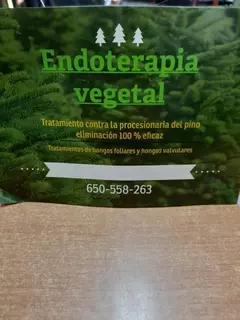 Endoterapia
vegetal
Tratamiento contra la procesionaria del pino
eliminación 100 % eficaz
Tratamientos de hongos foliares y hongos valvulares
650-558-263